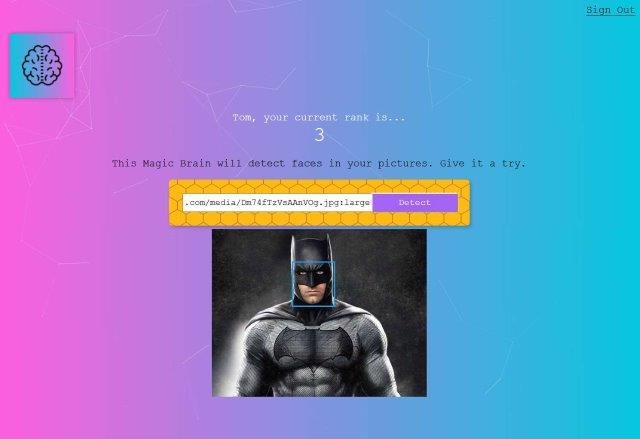 Sign Out
Tom, your current rank is...
3
This Magic Brain will detect faces in your pictures. Give it a try.
.com/media/Dm74fTzVsAAnVOg.jpg:large
Detect